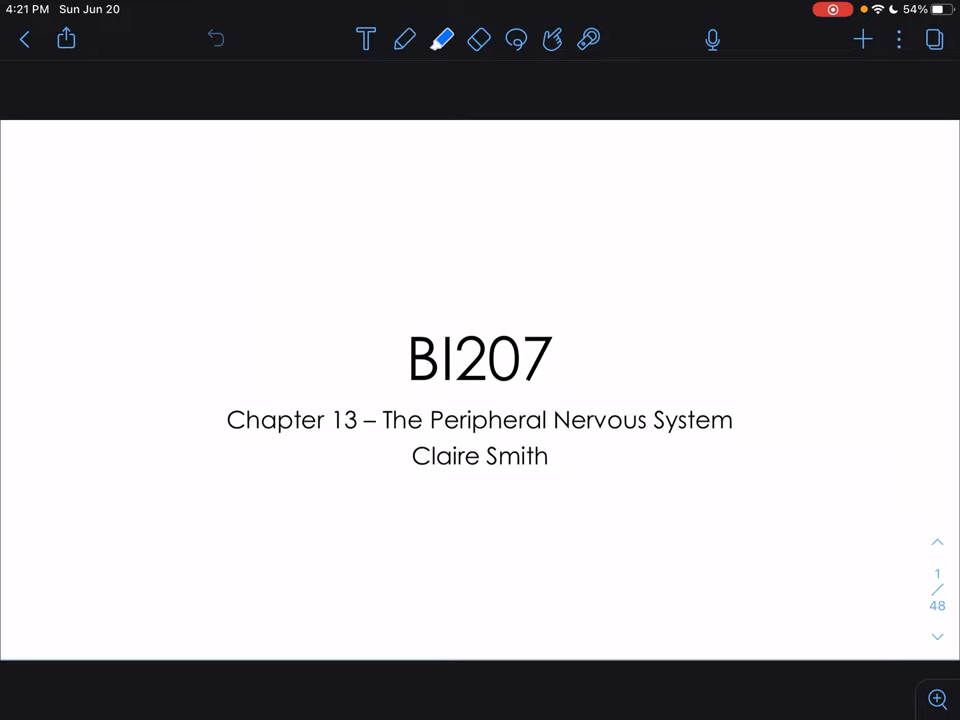 4:21 PM Sun Jun 20
54%
T
BI207
Chapter 13 – The Peripheral Nervous System
Claire Smith
1
/
48